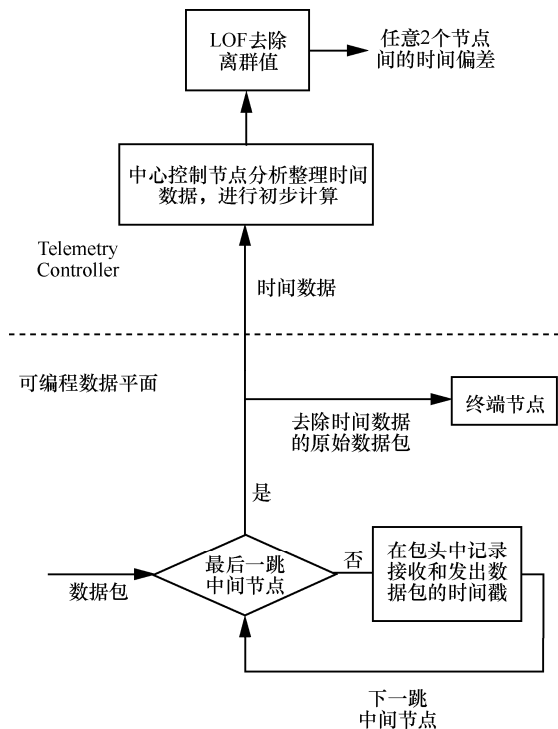 LOF去除
离群值
任意2个节点
间的时间偏差
中心控制节点分析整理时间
数据，进行初步计算
Telemetry
Controller
时间数据
可编程数据平面
终端节点
去除时间数据
的原始数据包
是
最后一跳
中间节点
否
在包头中记录
接收和发出数
据包的时间戳
数据包
下一跳
中间节点